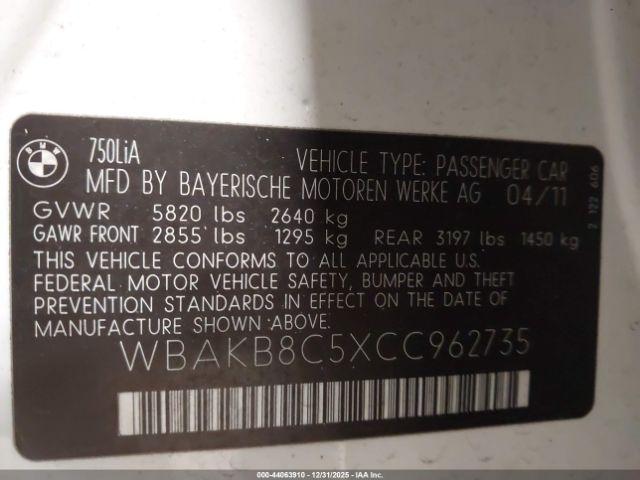 BMW
750LiA
VEHICLE TYPE: PASSENGER CAR
MFD BY BAYERISCHE MOTOREN WERKE AG 04/11
GVWR 5820 lbs 2640 kg
GAWR FRONT 2855 lbs 1295 kg REAR 3197 lbs 1450 kg
THIS VEHICLE CONFORMS TO ALL APPLICABLE U.S.
FEDERAL MOTOR VEHICLE SAFETY, BUMPER AND THEFT
PREVENTION STANDARDS IN EFFECT ON THE DATE OF
MANUFACTURE SHOWN ABOVE.
WBAKB8C5XCC962735
2 122 606
000-44063910 - 12/31/2025 - IAA Inc.